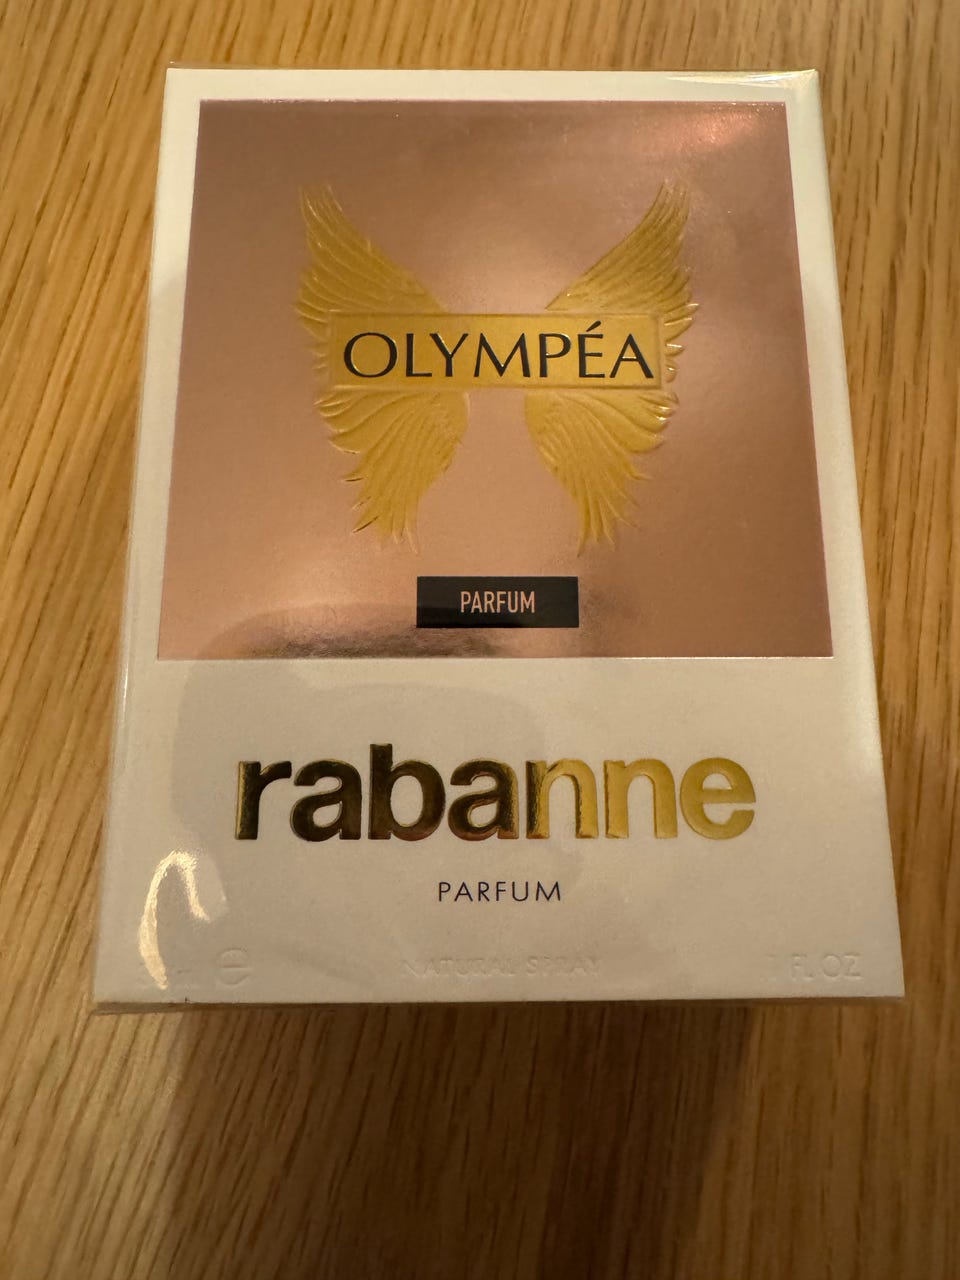 OLYMPÉA
PARFUM
rabanne
PARFUM
℮ NATURAL SPRAY FL. OZ